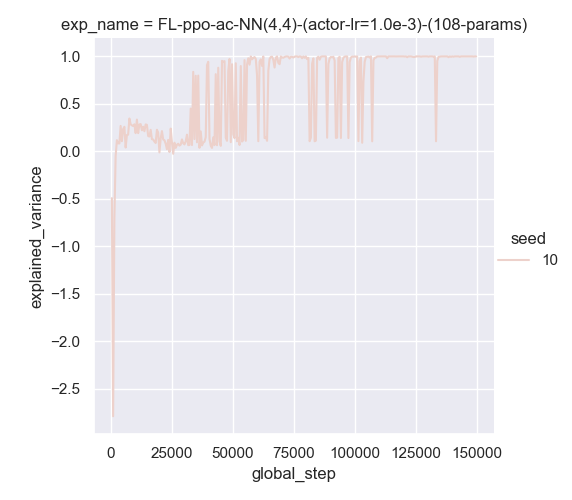 exp_name = FL-ppo-ac-NN(4,4)-(actor-lr=1.0e-3)-(108-params)
1.0
0.5
0.0
−0.5
−1.0
−1.5
−2.0
−2.5
explained_variance
seed
10
0 25000 50000 75000 100000 125000 150000
global_step